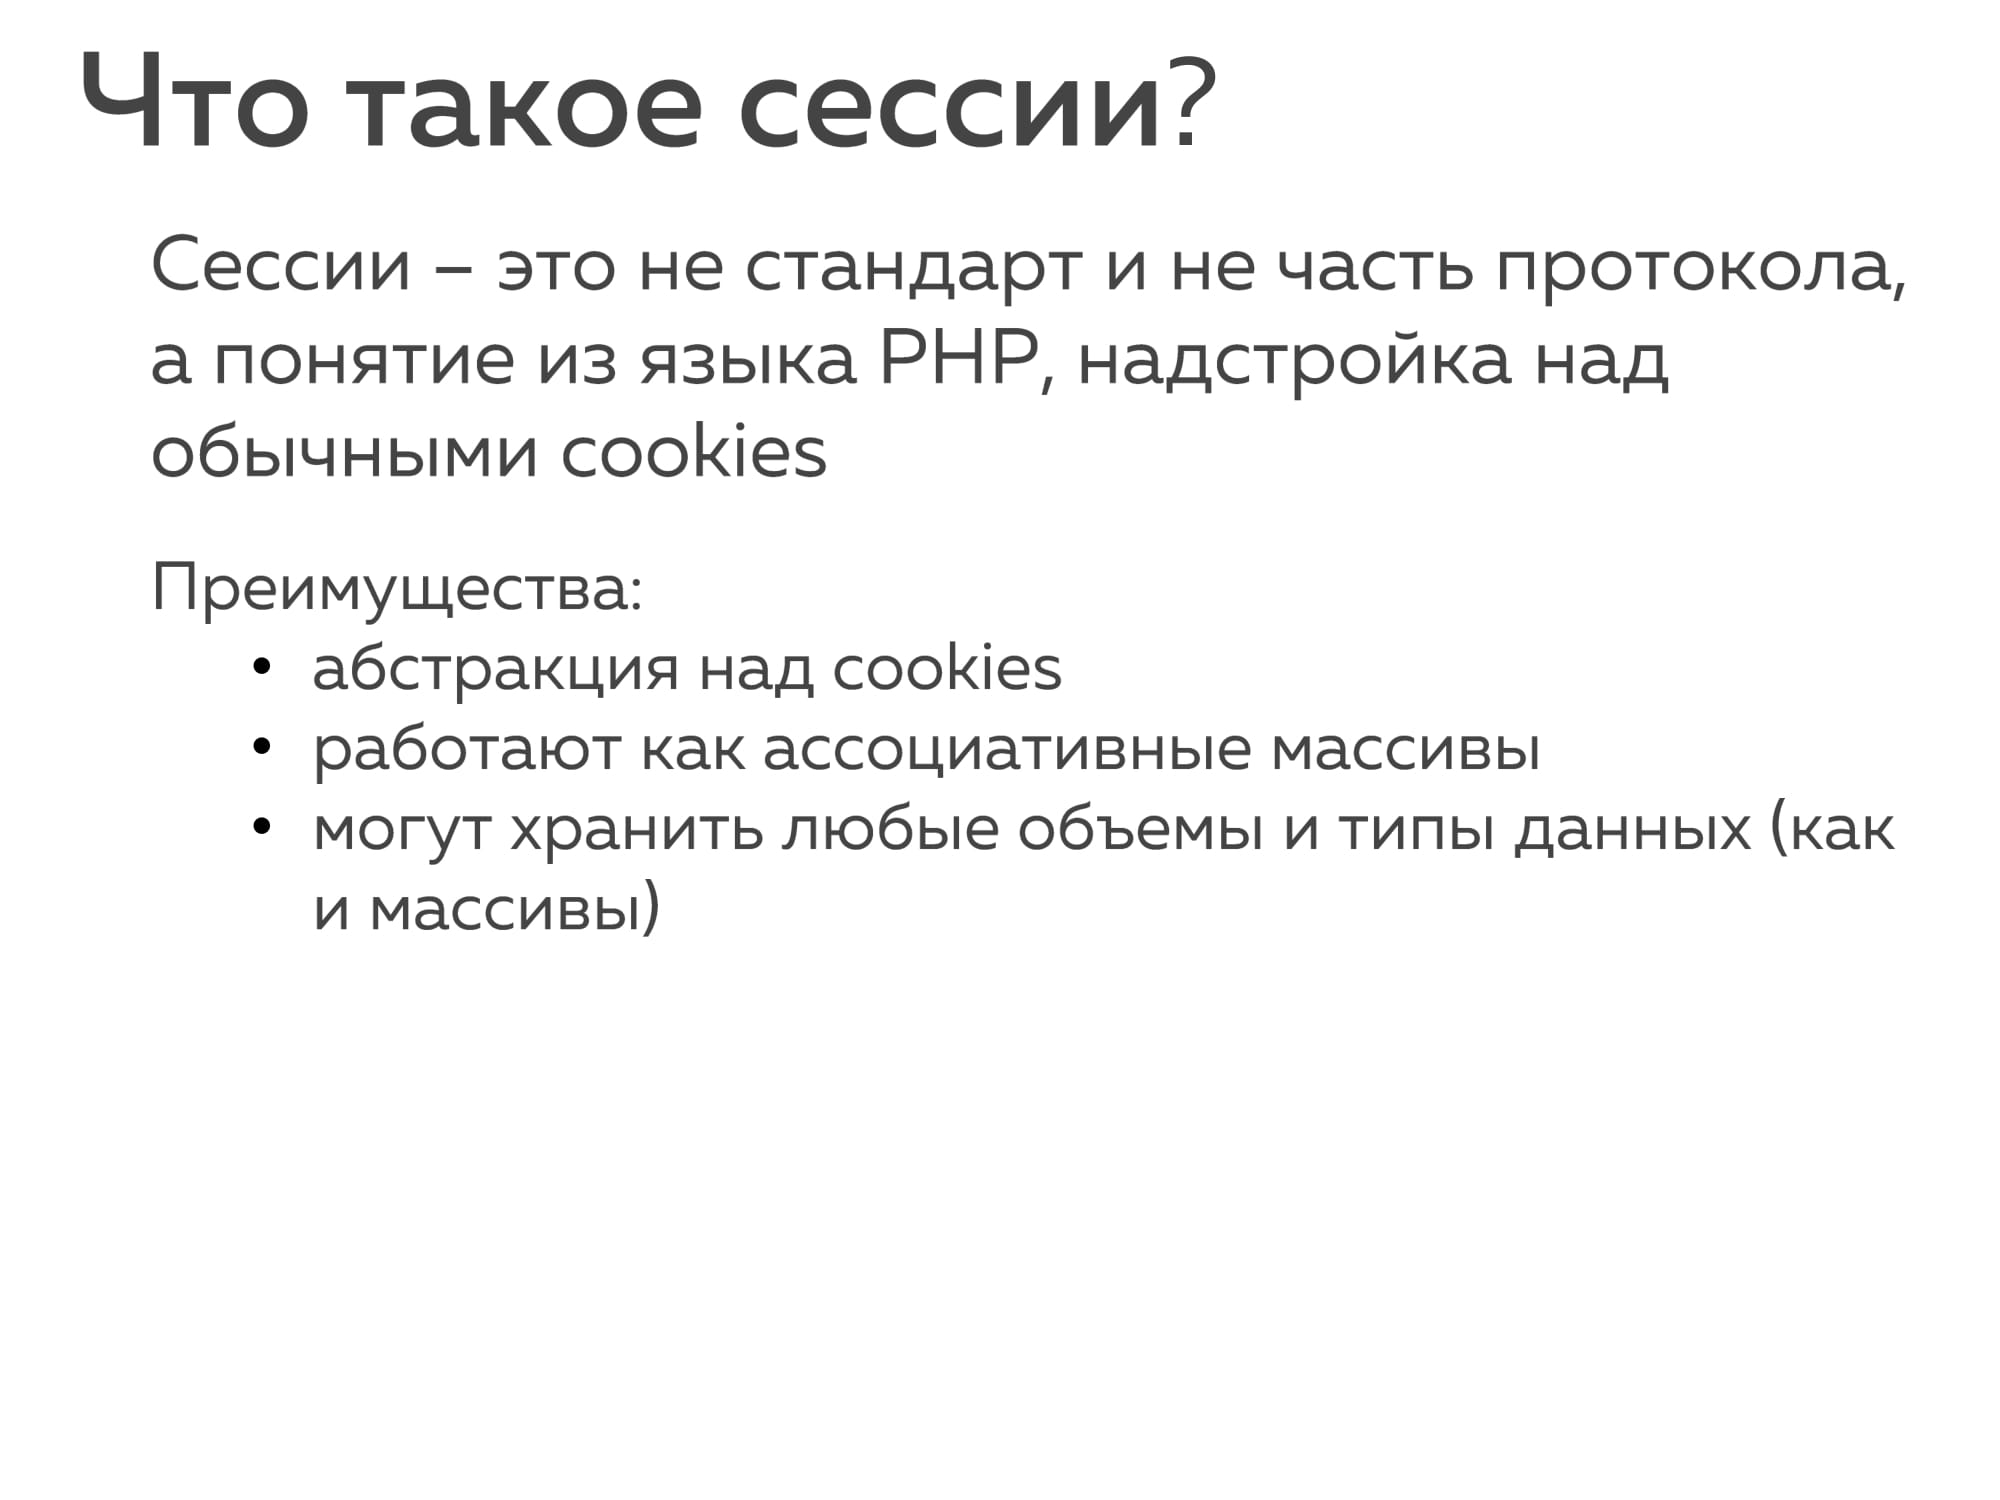 Что такое сессии?
Сессии – это не стандарт и не часть протокола,
а понятие из языка PHP, надстройка над
обычными cookies
Преимущества:
• абстракция над cookies
• работают как ассоциативные массивы
• могут хранить любые объемы и типы данных (как
и массивы)